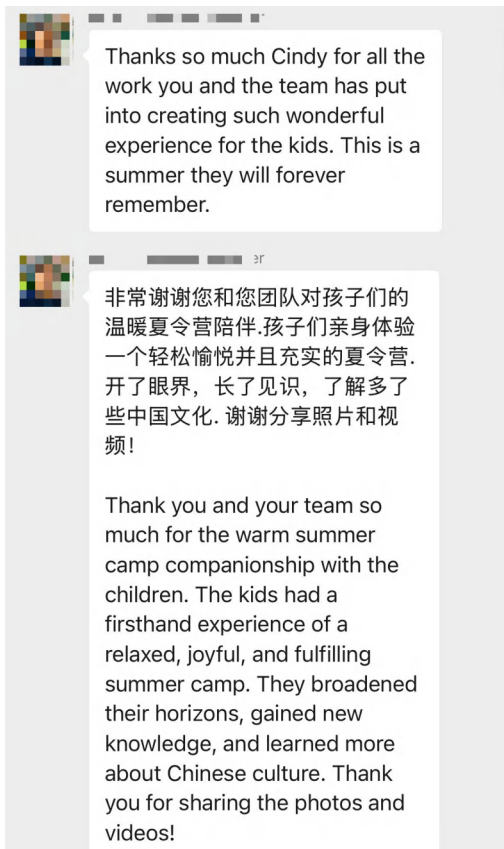 Thanks so much Cindy for all the
work you and the team has put
into creating such wonderful
experience for the kids. This is a
summer they will forever
remember.
er
非常谢谢您和您团队对孩子们的
温暖夏令营陪伴.孩子们亲身体验
一个轻松愉悦并且充实的夏令营.
开了眼界，长了见识，了解多了
些中国文化. 谢谢分享照片和视
频！
Thank you and your team so
much for the warm summer
camp companionship with the
children. The kids had a
firsthand experience of a
relaxed, joyful, and fulfilling
summer camp. They broadened
their horizons, gained new
knowledge, and learned more
about Chinese culture. Thank
you for sharing the photos and
videos!